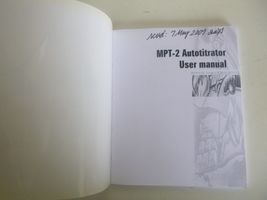 recd: 7 May 2007
MPT-2 Autotitrator
User manual